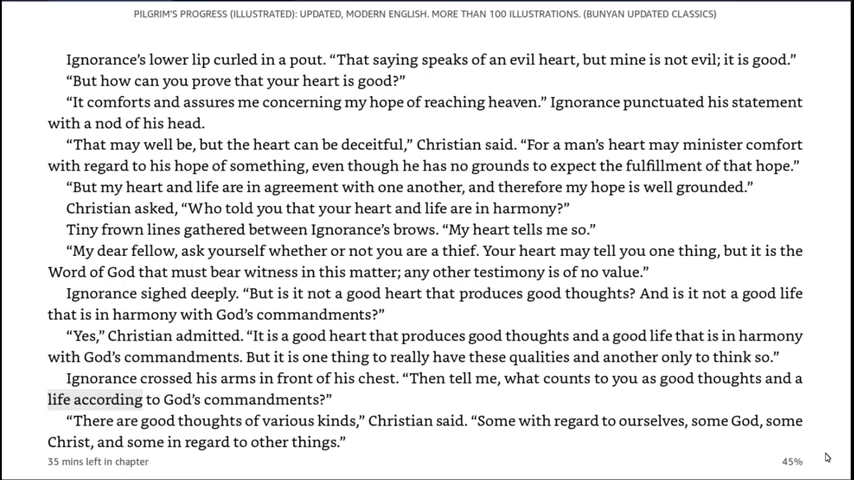 PILGRIM'S PROGRESS (ILLUSTRATED): UPDATED, MODERN ENGLISH. MORE THAN 100 ILLUSTRATIONS. (BUNYAN UPDATED CLASSICS)
Ignorance’s lower lip curled in a pout. “That saying speaks of an evil heart, but mine is not evil; it is good.”
“But how can you prove that your heart is good?”
“It comforts and assures me concerning my hope of reaching heaven.” Ignorance punctuated his statement
with a nod of his head.
“That may well be, but the heart can be deceitful,” Christian said. “For a man’s heart may minister comfort
with regard to his hope of something, even though he has no grounds to expect the fulfillment of that hope.”
“But my heart and life are in agreement with one another, and therefore my hope is well grounded.”
Christian asked, “Who told you that your heart and life are in harmony?”
Tiny frown lines gathered between Ignorance’s brows. “My heart tells me so.”
“My dear fellow, ask yourself whether or not you are a thief. Your heart may tell you one thing, but it is the
Word of God that must bear witness in this matter; any other testimony is of no value.”
Ignorance sighed deeply. “But is it not a good heart that produces good thoughts? And is it not a good life
that is in harmony with God’s commandments?”
“Yes,” Christian admitted. “It is a good heart that produces good thoughts and a good life that is in harmony
with God’s commandments. But it is one thing to really have these qualities and another only to think so.”
Ignorance crossed his arms in front of his chest. “Then tell me, what counts to you as good thoughts and a
life according to God’s commandments?”
“There are good thoughts of various kinds,” Christian said. “Some with regard to ourselves, some God, some
Christ, and some in regard to other things.”
35 mins left in chapter 45%